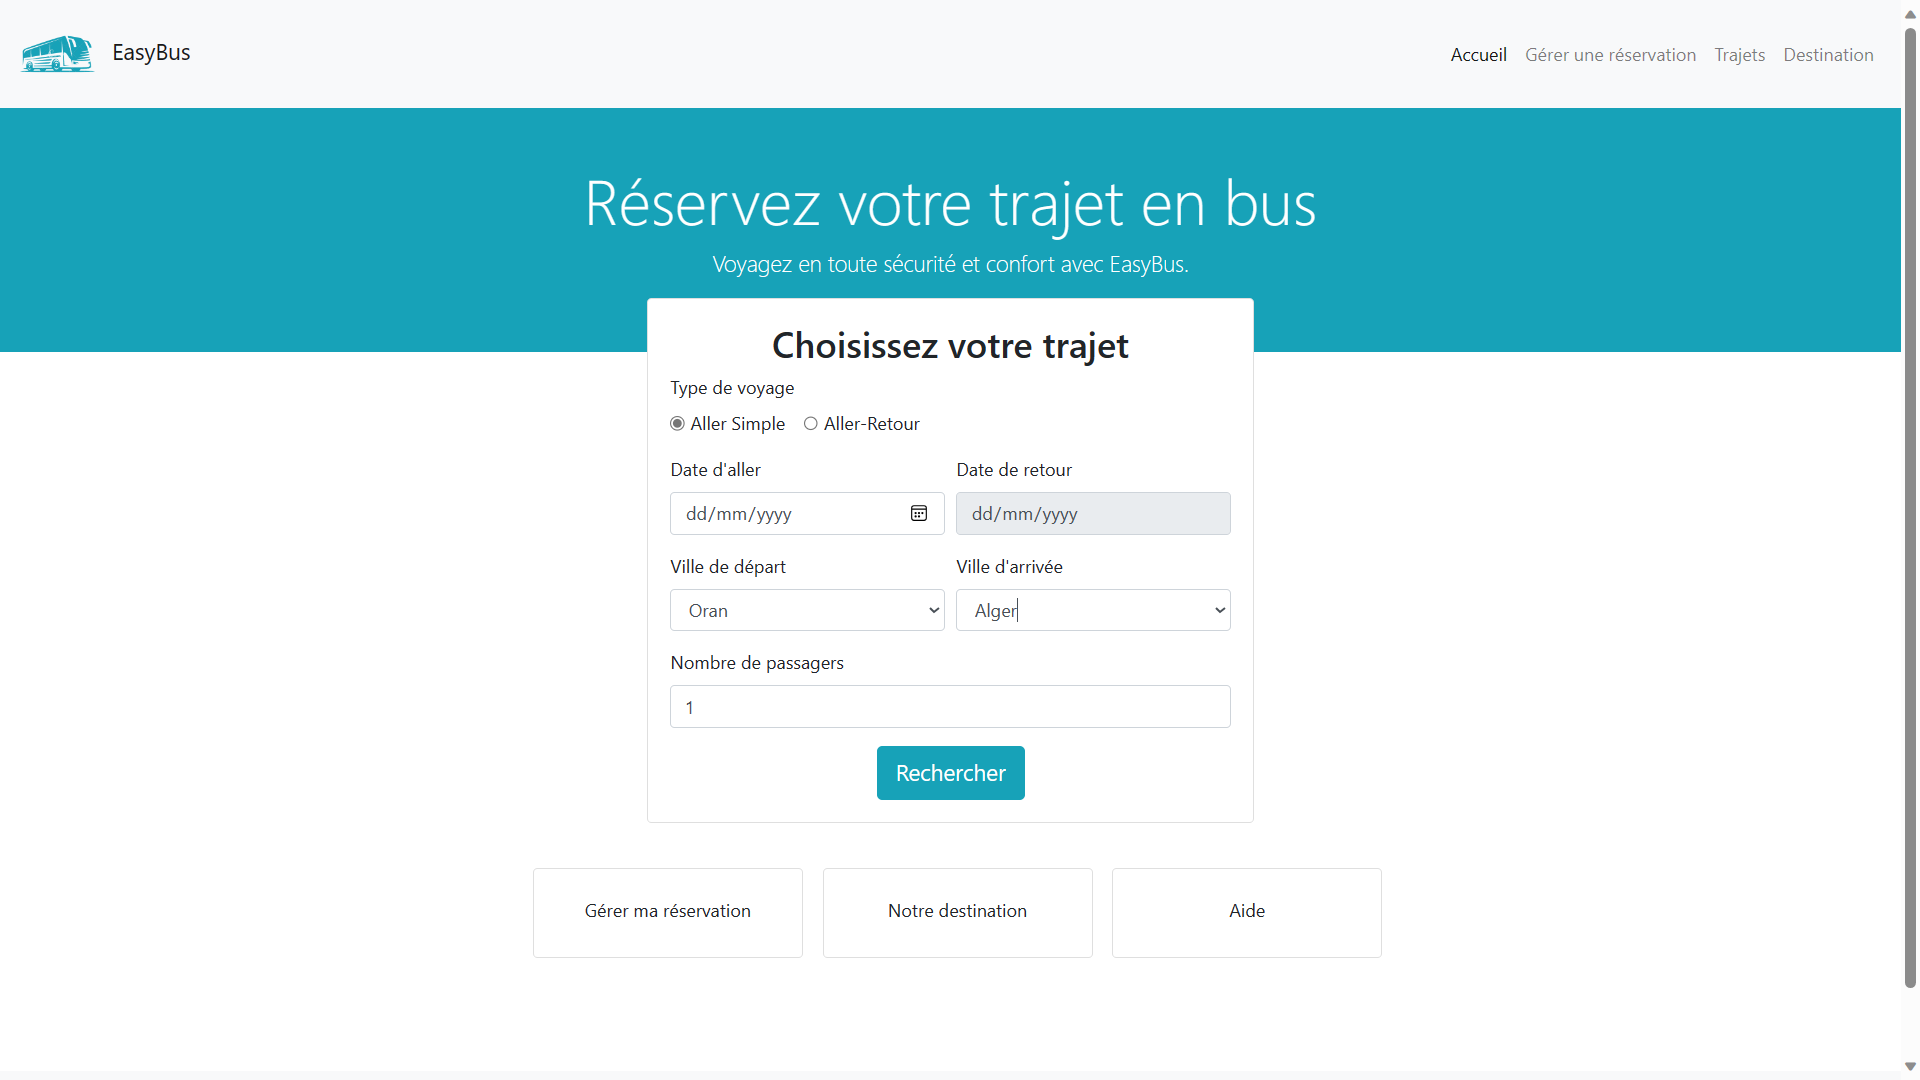 EasyBus
Accueil Gérer une réservation Trajets Destination
Réservez votre trajet en bus
Voyagez en toute sécurité et confort avec EasyBus.
Choisissez votre trajet
Type de voyage
Aller Simple Aller-Retour
Date d'aller Date de retour
dd/mm/yyyy dd/mm/yyyy
Ville de départ Ville d'arrivée
Oran Alger
Nombre de passagers
1
Rechercher
Gérer ma réservation Notre destination Aide